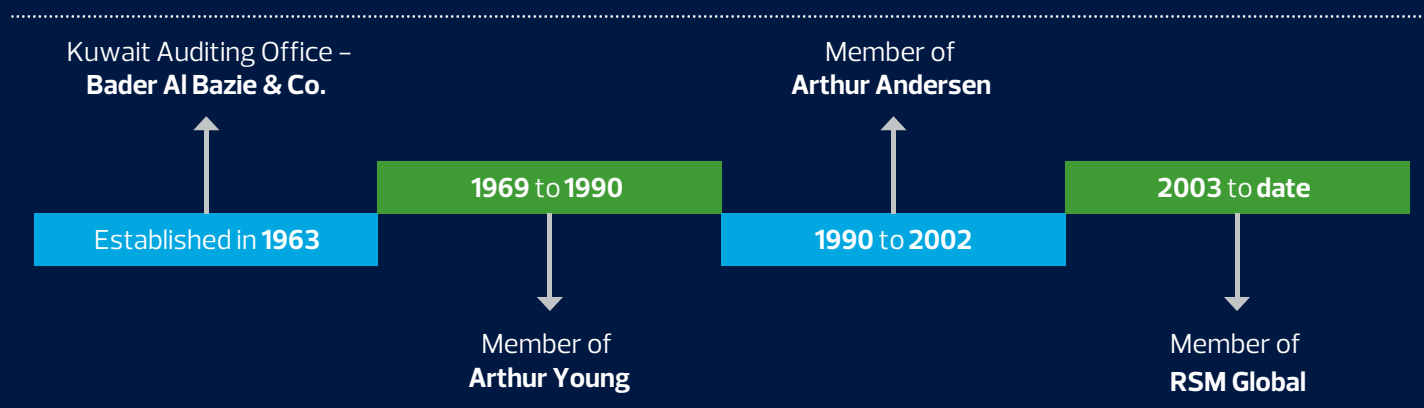 Kuwait Auditing Office –
Bader Al Bazie & Co.
Established in 1963
1969 to 1990
Member of
Arthur Young
Member of
Arthur Andersen
1990 to 2002
2003 to date
Member of
RSM Global